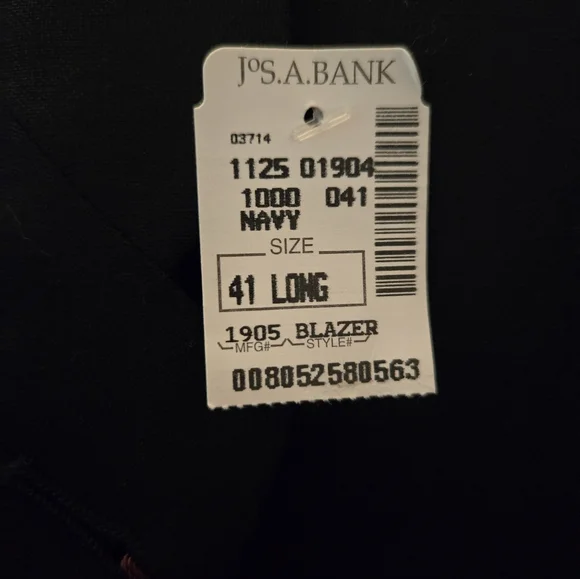 JoS.A.BANK
03714
1125 01904
1000 041
NAVY
SIZE
41 LONG
1905 BLAZER
MFG# STYLE#
008052580563